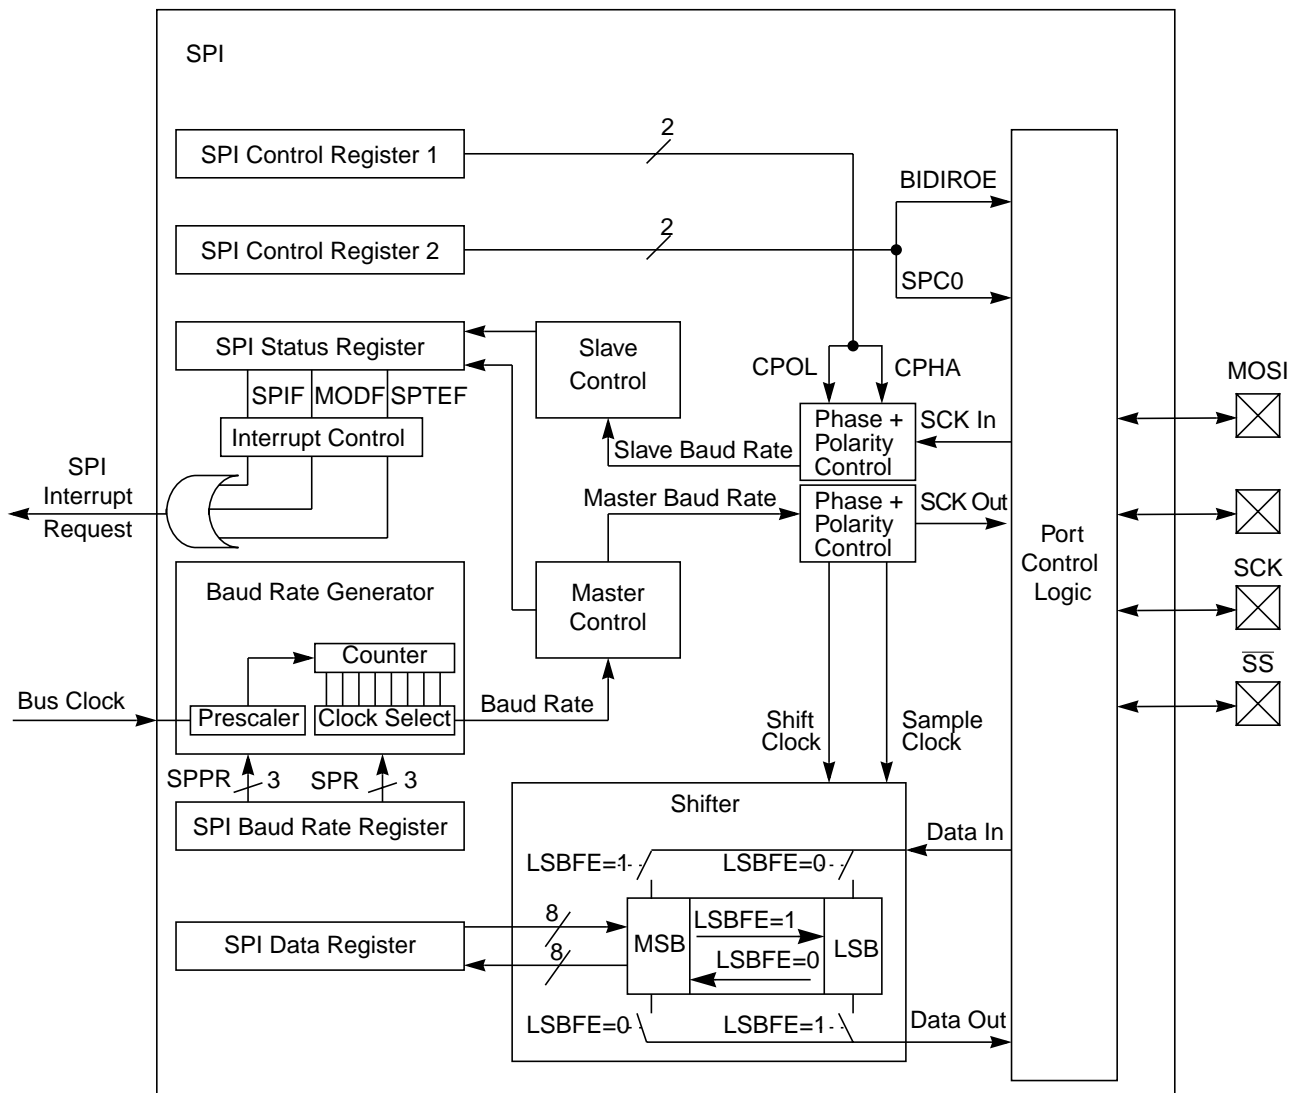 SPI
SPI Control Register 1
2
BIDIROE
SPI Control Register 2
2
SPC0
SPI Status Register
Slave
Control
CPOL
CPHA
MOSI
SPIF
MODF
SPTEF
Interrupt Control
Phase +
Polarity
Control
SCK In
Slave Baud Rate
SPI
Interrupt
Request
Master Baud Rate
Phase +
Polarity
Control
SCK Out
Port
Control
Logic
SCK
Baud Rate Generator
Master
Control
Counter
SS
Bus Clock
Prescaler
Clock Select
Baud Rate
Shift
Clock
Sample
Clock
SPPR
3
SPR
3
SPI Baud Rate Register
Shifter
Data In
LSBFE=1
LSBFE=0
SPI Data Register
8
8
MSB
LSBFE=1
LSBFE=0
LSB
LSBFE=0
LSBFE=1
Data Out